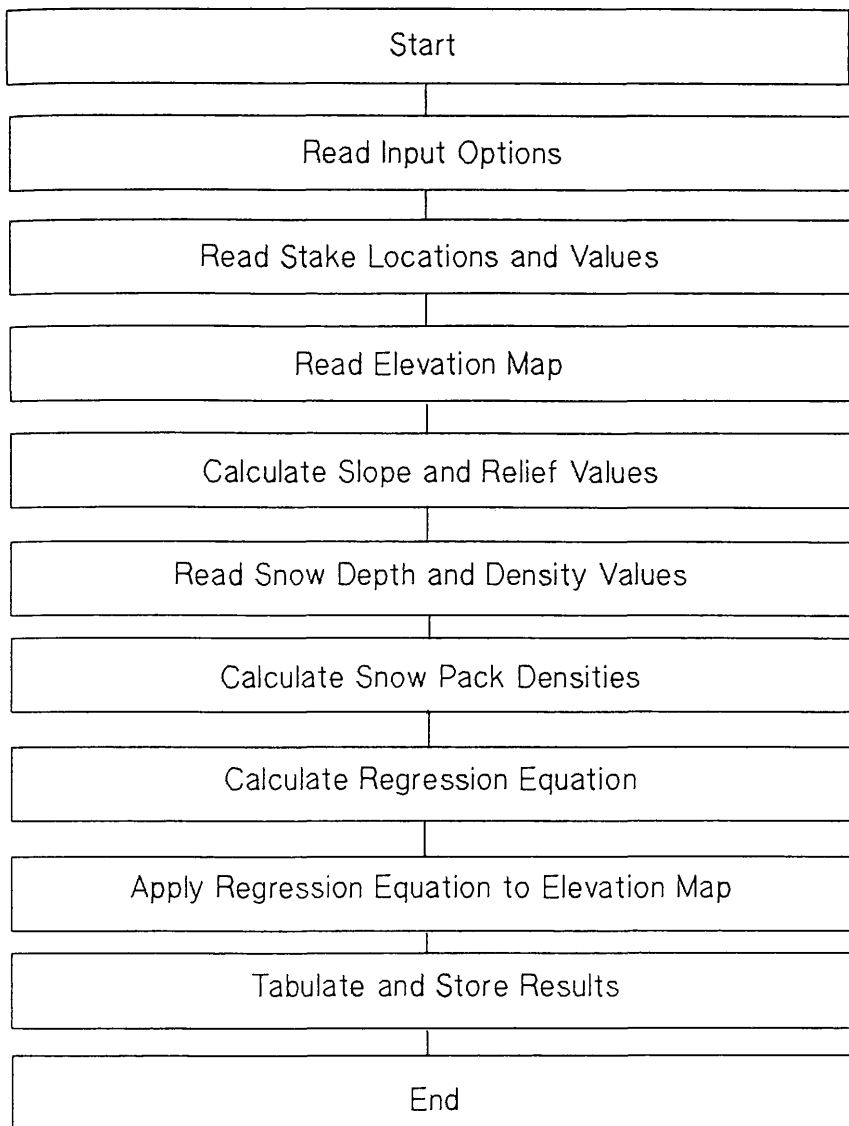 Start
Read Input Options
Read Stake Locations and Values
Read Elevation Map
Calculate Slope and Relief Values
Read Snow Depth and Density Values
Calculate Snow Pack Densities
Calculate Regression Equation
Apply Regression Equation to Elevation Map
Tabulate and Store Results
End